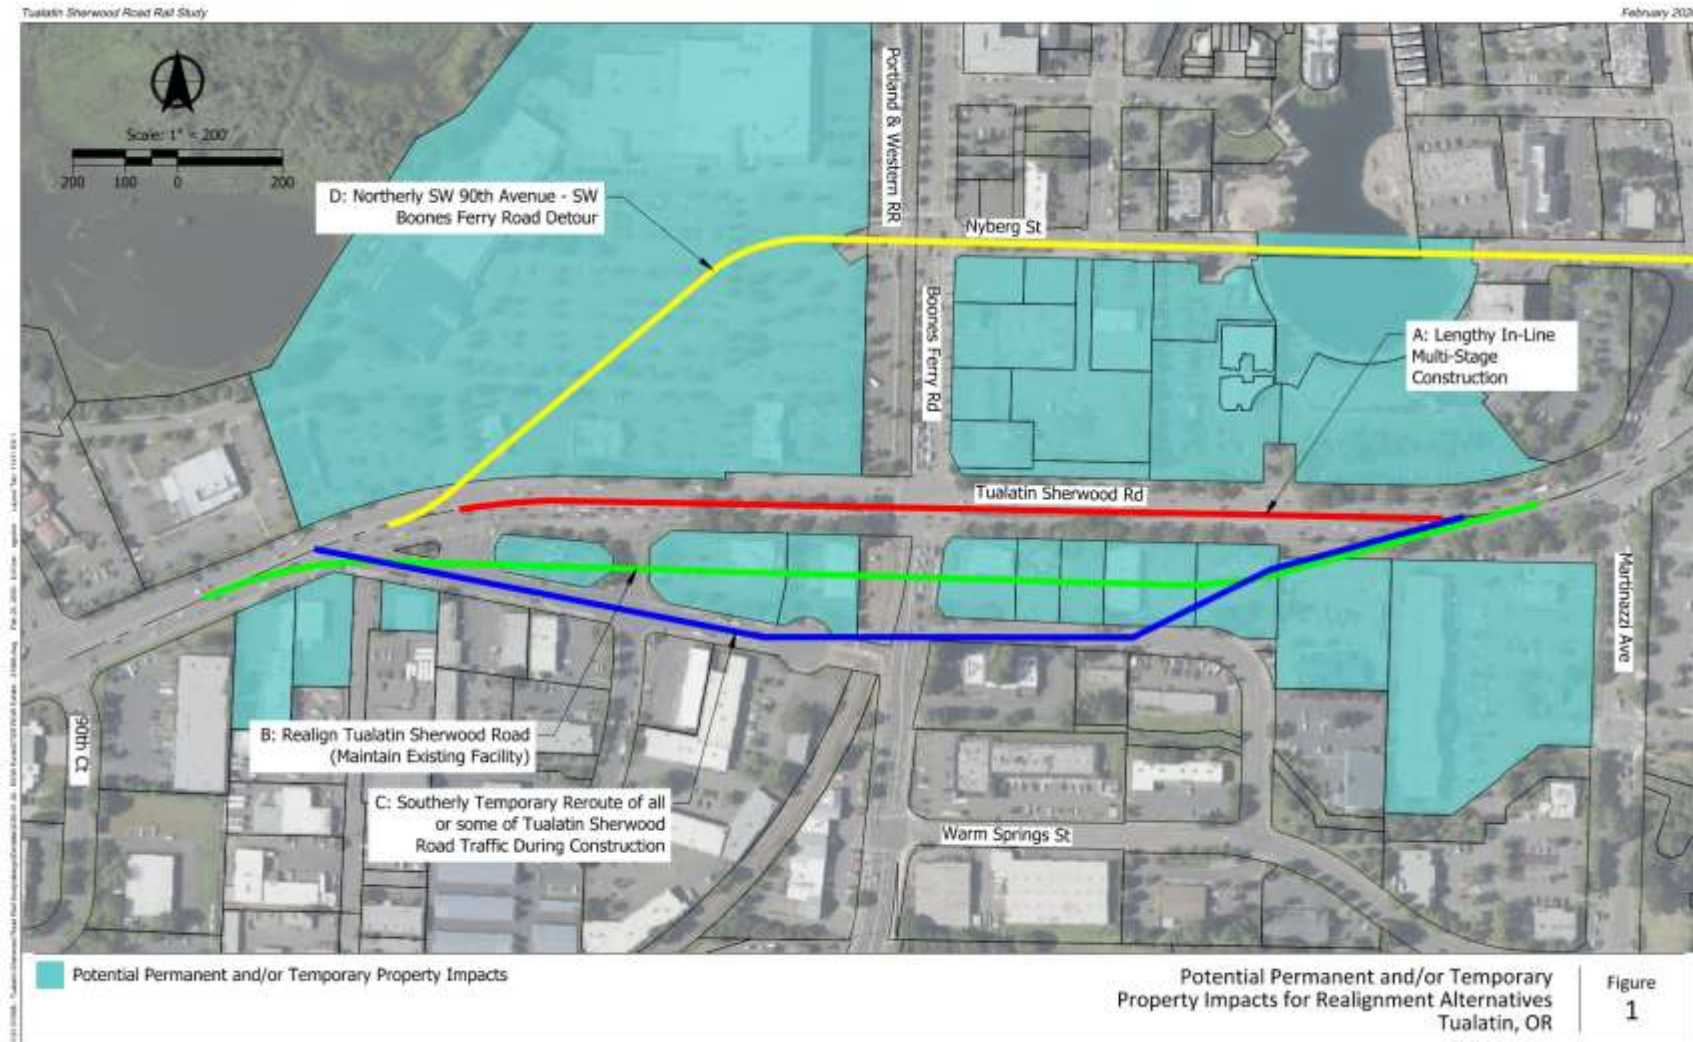 Tualatin Sherwood Road Rail Study
February 202
Scale: 1" = 200'
200 100 0 200
D: Northerly SW 90th Avenue - SW
Boones Ferry Road Detour
Portland & Western RR
Nyberg St
Boones Ferry Rd
A: Lengthy In-Line
Multi-Stage
Construction
Tualatin Sherwood Rd
Martinazzi Ave
90th Ct
B: Realign Tualatin Sherwood Road
(Maintain Existing Facility)
C: Southerly Temporary Reroute of all
or some of Tualatin Sherwood
Road Traffic During Construction
Warm Springs St
Potential Permanent and/or Temporary Property Impacts
Potential Permanent and/or Temporary
Property Impacts for Realignment Alternatives
Tualatin, OR
Figure
1